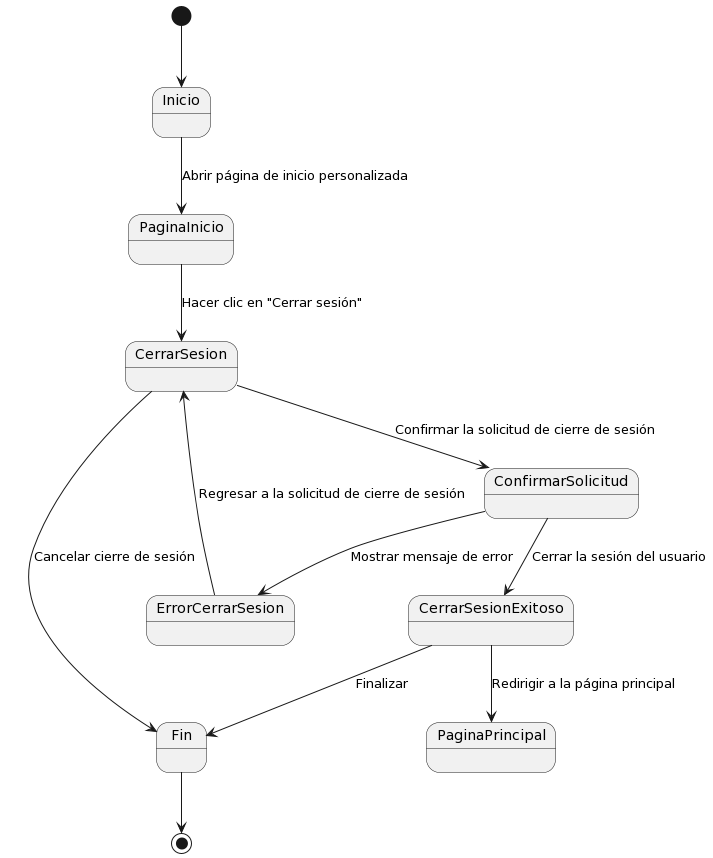 Inicio
Abrir página de inicio personalizada
PaginaInicio
Hacer clic en "Cerrar sesión"
CerrarSesion
Confirmar la solicitud de cierre de sesión
ConfirmarSolicitud
Regresar a la solicitud de cierre de sesión
Cancelar cierre de sesión
Mostrar mensaje de error
Cerrar la sesión del usuario
ErrorCerrarSesion
CerrarSesionExitoso
Finalizar
Redirigir a la página principal
Fin
PaginaPrincipal